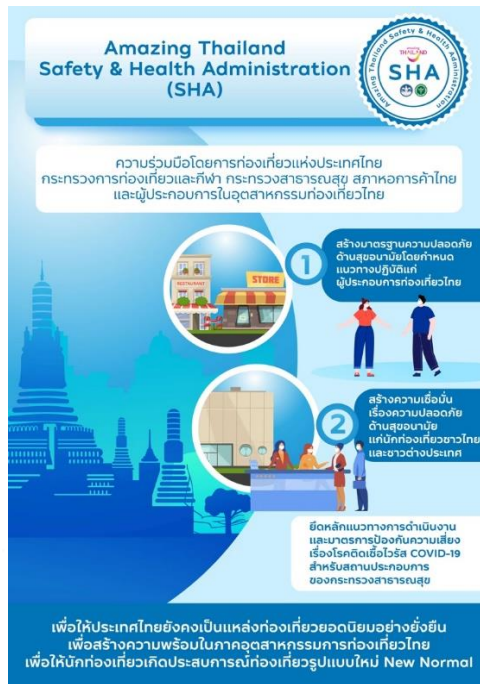 Amazing Thailand
Safety & Health Administration
(SHA)
Amazing Thailand Safety & Health Administration
amazing
THAILAND
SHA
ความร่วมมือโดยการท่องเที่ยวแห่งประเทศไทย
กระทรวงการท่องเที่ยวและกีฬา กระทรวงสาธารณสุข สภาหอการค้าไทย
และผู้ประกอบการในอุตสาหกรรมท่องเที่ยวไทย
RESTAURANT
STORE
1
สร้างมาตรฐานความปลอดภัย
ด้านสุขอนามัยโดยกำหนด
แนวทางปฏิบัติแก่
ผู้ประกอบการท่องเที่ยวไทย
2
สร้างความเชื่อมั่น
เรื่องความปลอดภัย
ด้านสุขอนามัย
แก่นักท่องเที่ยวชาวไทย
และชาวต่างประเทศ
ยึดหลักแนวทางการดำเนินงาน
และมาตรการป้องกันความเสี่ยง
เรื่องโรคติดเชื้อไวรัส COVID-19
สำหรับสถานประกอบการ
ของกระทรวงสาธารณสุข
เพื่อให้ประเทศไทยยังคงเป็นแหล่งท่องเที่ยวยอดนิยมอย่างยั่งยืน
เพื่อสร้างความพร้อมในภาคอุตสาหกรรมการท่องเที่ยวไทย
เพื่อให้นักท่องเที่ยวเกิดประสบการณ์ท่องเที่ยวรูปแบบใหม่ New Normal